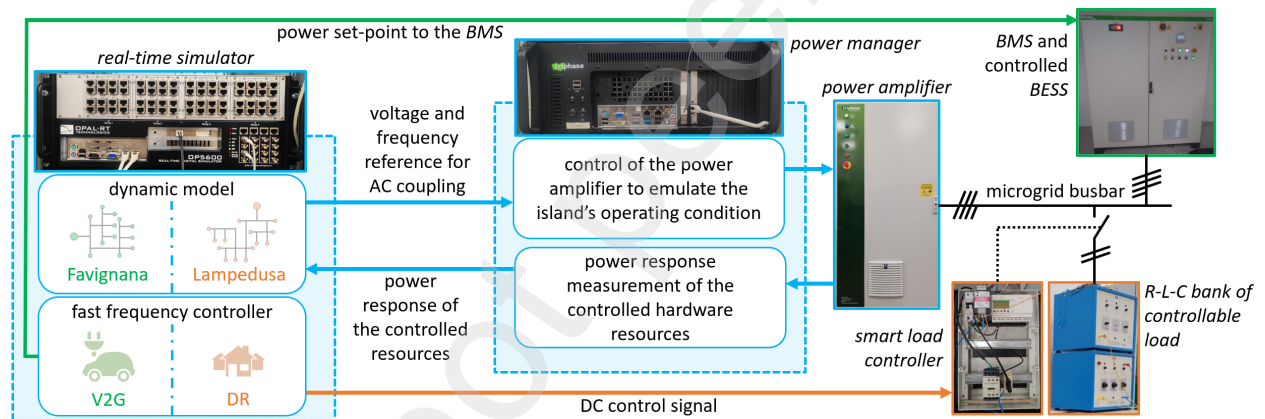 power set-point to the BMS
real-time simulator
OPAL-RT
TECHNOLOGIES
OP5600
dynamic model
Favignana
Lampedusa
fast frequency controller
V2G
DR
voltage and
frequency
reference for
AC coupling
power
response of
the controlled
resources
power manager
triphase
control of the power
amplifier to emulate the
island's operating condition
power response
measurement of the
controlled hardware
resources
power amplifier
BMS and
controlled
BESS
microgrid busbar
smart load
controller
R-L-C bank of
controllable
load
DC control signal